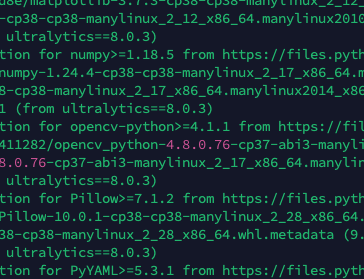 d8e/matplotlib-3.7.3-cp38-cp38-manylinux_2_12_
-cp38-cp38-manylinux_2_12_x86_64.manylinux2010
ultralytics==8.0.3)
tion for numpy>=1.18.5 from https://files.pyth
numpy-1.24.4-cp38-cp38-manylinux_2_17_x86_64.m
8-cp38-manylinux_2_17_x86_64.manylinux2014_x86
1 (from ultralytics==8.0.3)
tion for opencv-python>=4.1.1 from https://fil
411282/opencv_python-4.8.0.76-cp37-abi3-manyli
8.0.76-cp37-abi3-manylinux_2_17_x86_64.manylin
ultralytics==8.0.3)
tion for Pillow>=7.1.2 from https://files.pyth
Pillow-10.0.1-cp38-cp38-manylinux_2_28_x86_64.
38-cp38-manylinux_2_28_x86_64.whl.metadata (9.
ultralytics==8.0.3)
tion for PyYAML>=5.3.1 from https://files.pyth